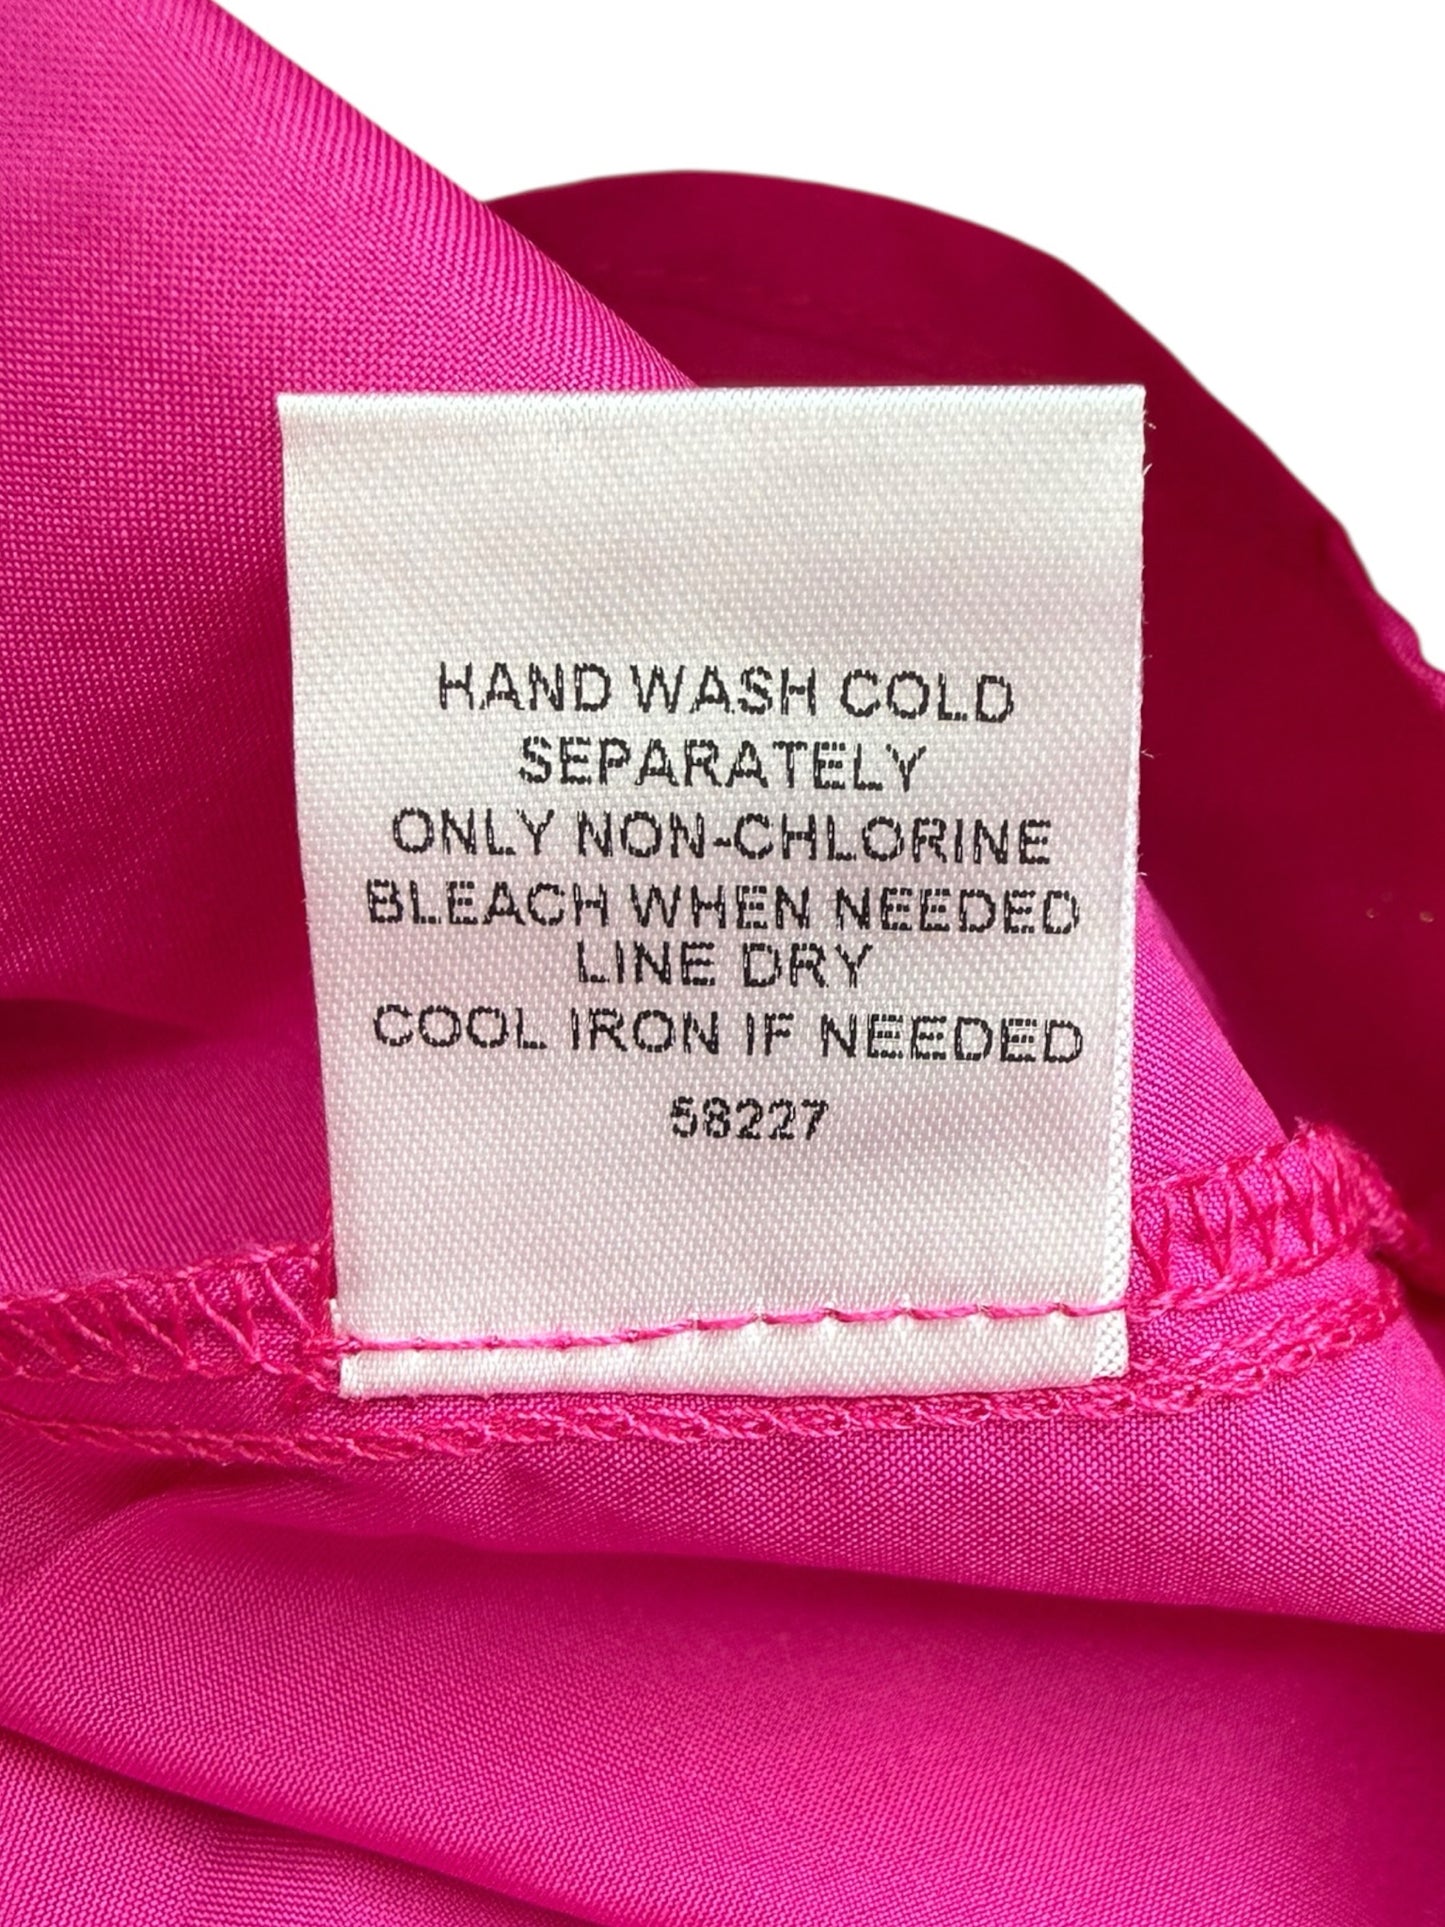 HAND WASH COLD
SEPARATELY
ONLY NON-CHLORINE
BLEACH WHEN NEEDED
LINE DRY
COOL IRON IF NEEDED
58227